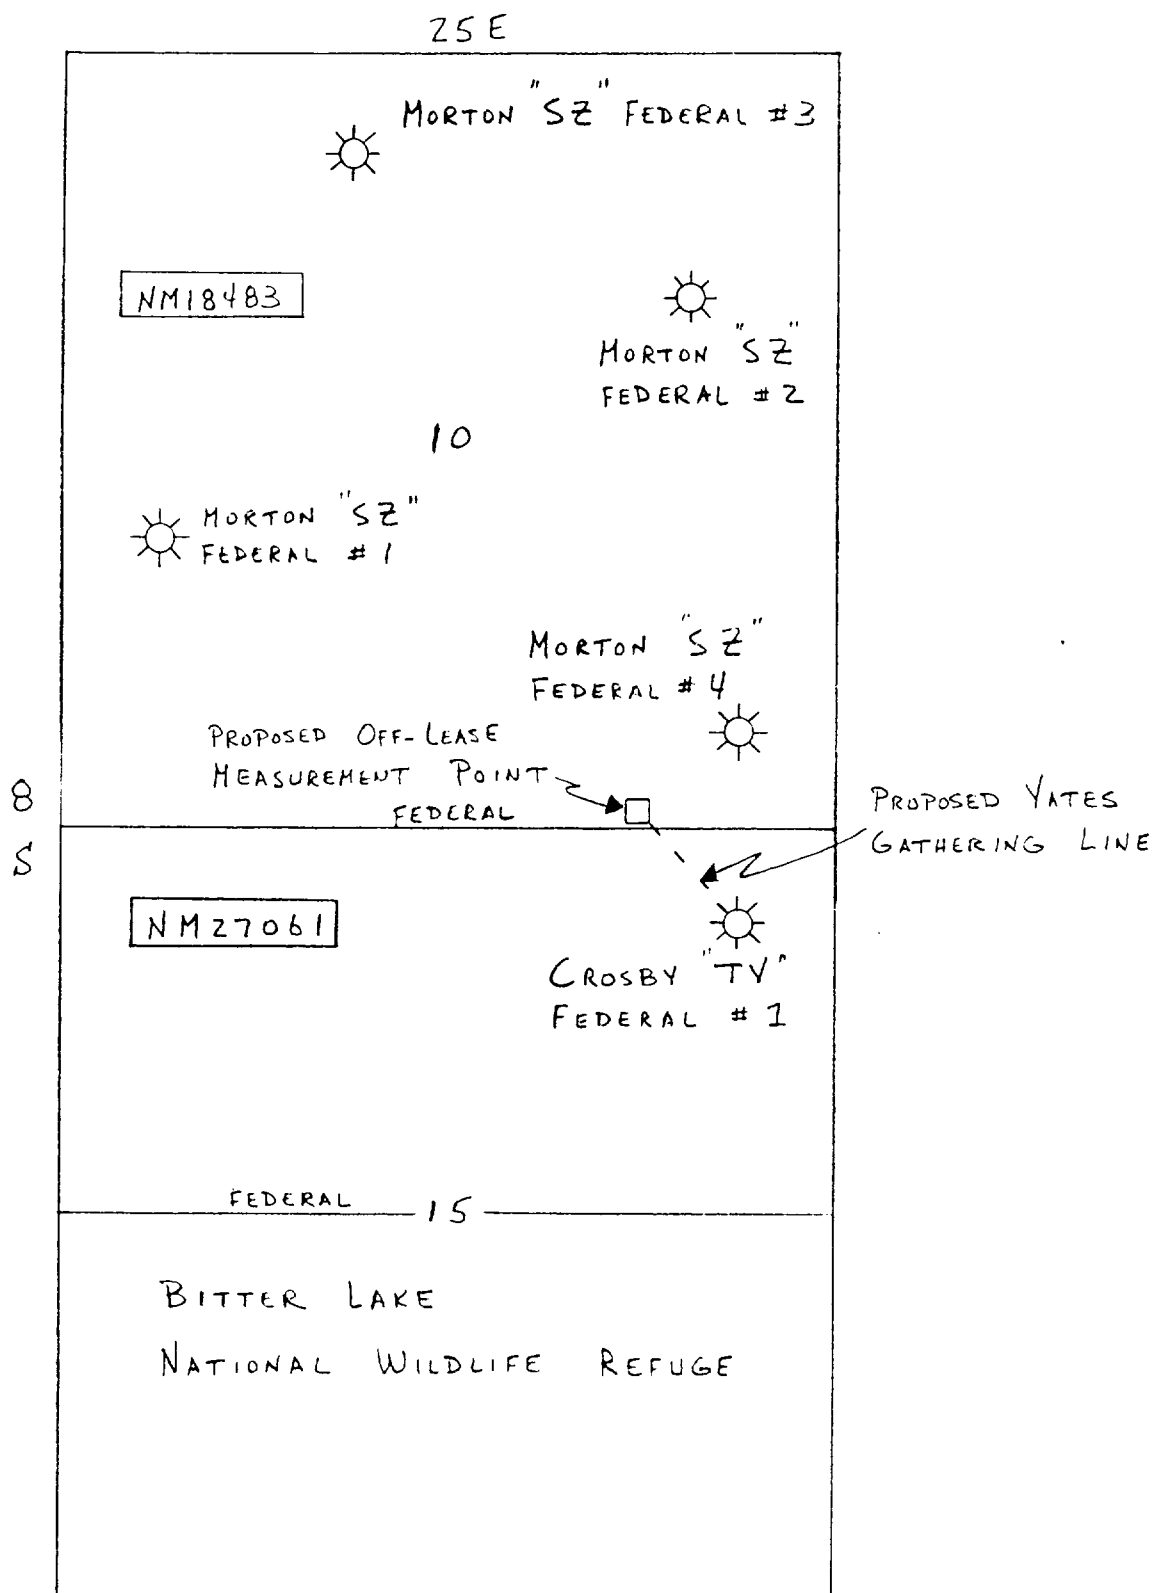 25E
MORTON "SZ" FEDERAL #3
NM18483
MORTON "SZ"
FEDERAL #2
10
MORTON "SZ"
FEDERAL #1
MORTON "SZ"
FEDERAL #4
PROPOSED OFF-LEASE
MEASUREMENT POINT
FEDERAL
8
S
PROPOSED YATES
GATHERING LINE
NM27061
CROSBY "TV"
FEDERAL #1
FEDERAL
15
BITTER LAKE
NATIONAL WILDLIFE REFUGE